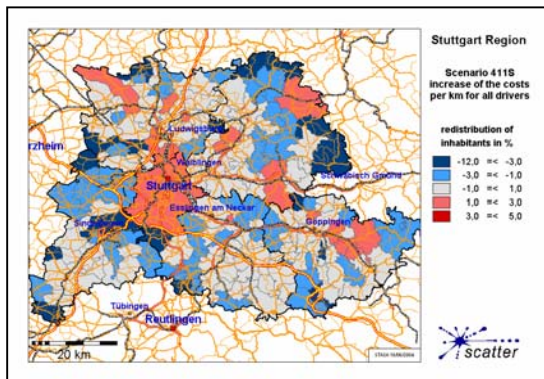 Stuttgart Region
Scenario 411S
increase of the costs
per km for all drivers
redistribution of
inhabitants in %
-12,0 =< -3,0
-3,0 =< -1,0
-1,0 =< 1,0
1,0 =< 3,0
3,0 =< 5,0
Ludwigsburg
rzheim
Waiblingen
Stuttgart
Schwäbisch Gmünd
Esslingen am Neckar
Göppingen
Tübingen
Reutlingen
20 km
scatter